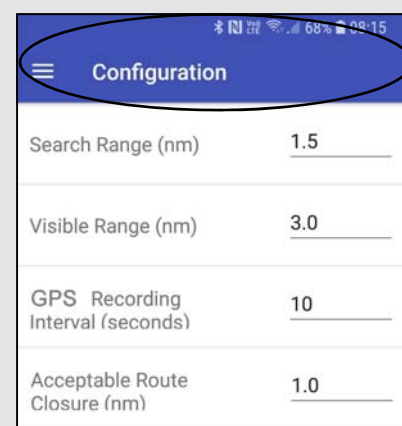 68% 08:15
Configuration
Search Range (nm) 1.5
Visible Range (nm) 3.0
GPS Recording 10
Interval (seconds)
Acceptable Route 1.0
Closure (nm)